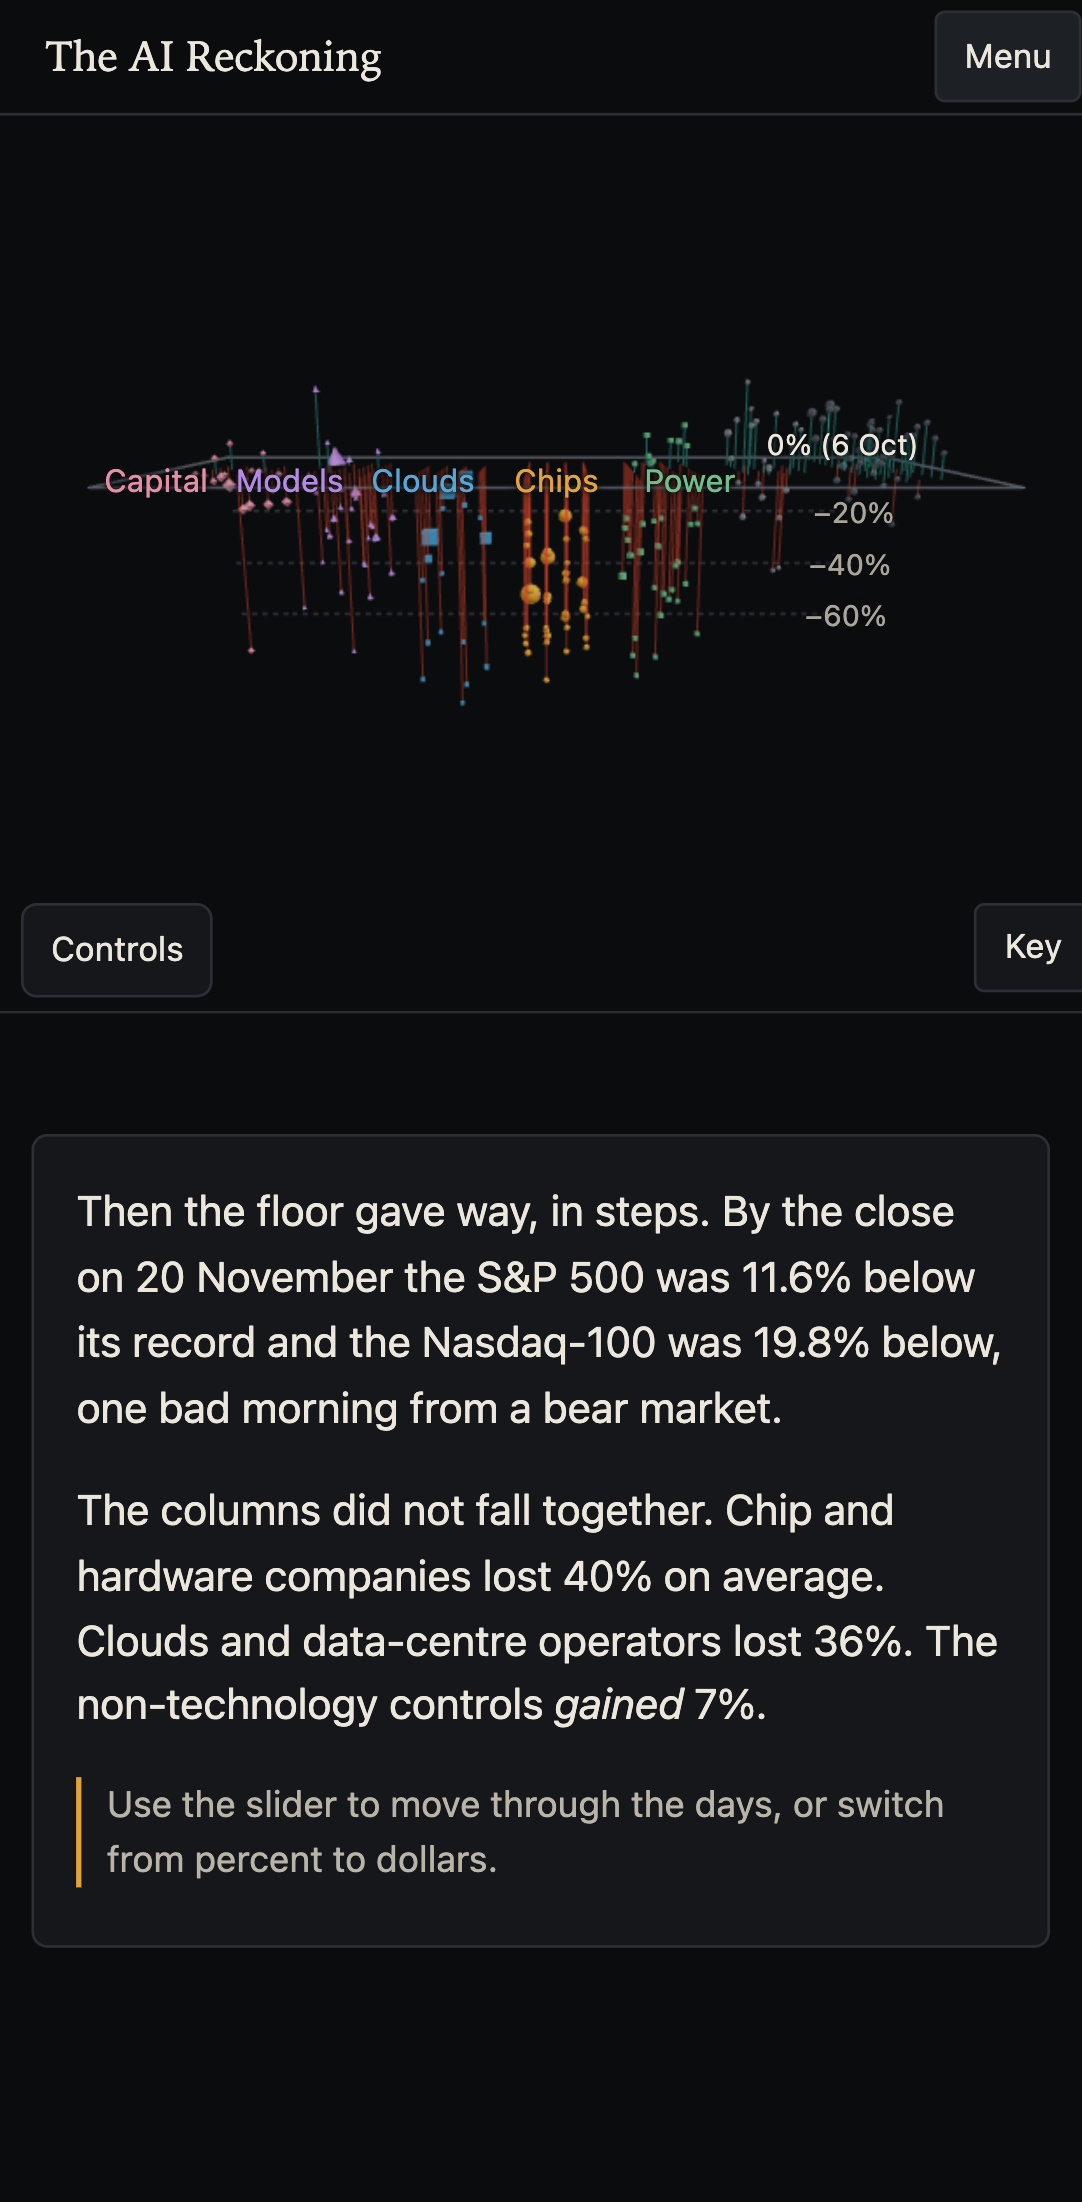 The AI Reckoning
Menu
0% (6 Oct)
Capital
Models
Clouds
Chips
Power
−20%
−40%
−60%
Controls
Key
Then the floor gave way, in steps. By the close
on 20 November the S&P 500 was 11.6% below
its record and the Nasdaq-100 was 19.8% below,
one bad morning from a bear market.
The columns did not fall together. Chip and
hardware companies lost 40% on average.
Clouds and data-centre operators lost 36%. The
non-technology controls gained 7%.
Use the slider to move through the days, or switch
from percent to dollars.